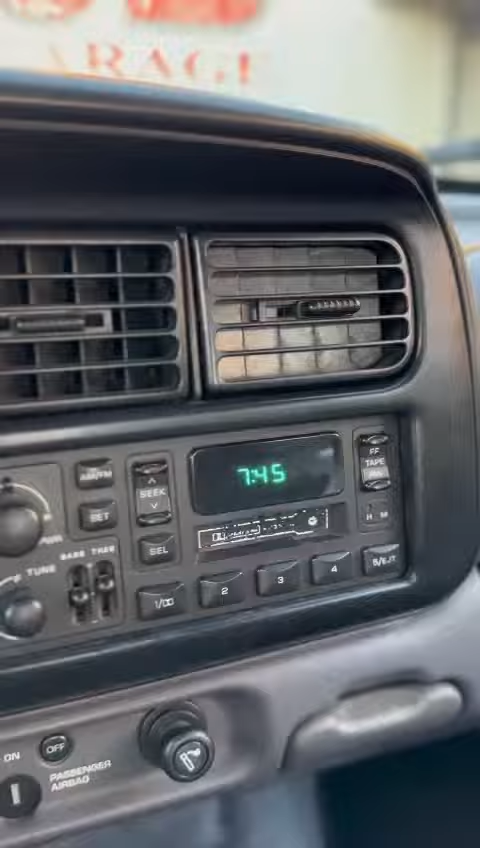 ARAGE
AM/FM
SEEK
SET
7:45
FF
TAPE
RW
PWR
BASS TREB
TUNE
SEL
H M
1/DD
2
3
4
5/EJT
ON
OFF
PASSENGER
AIRBAG